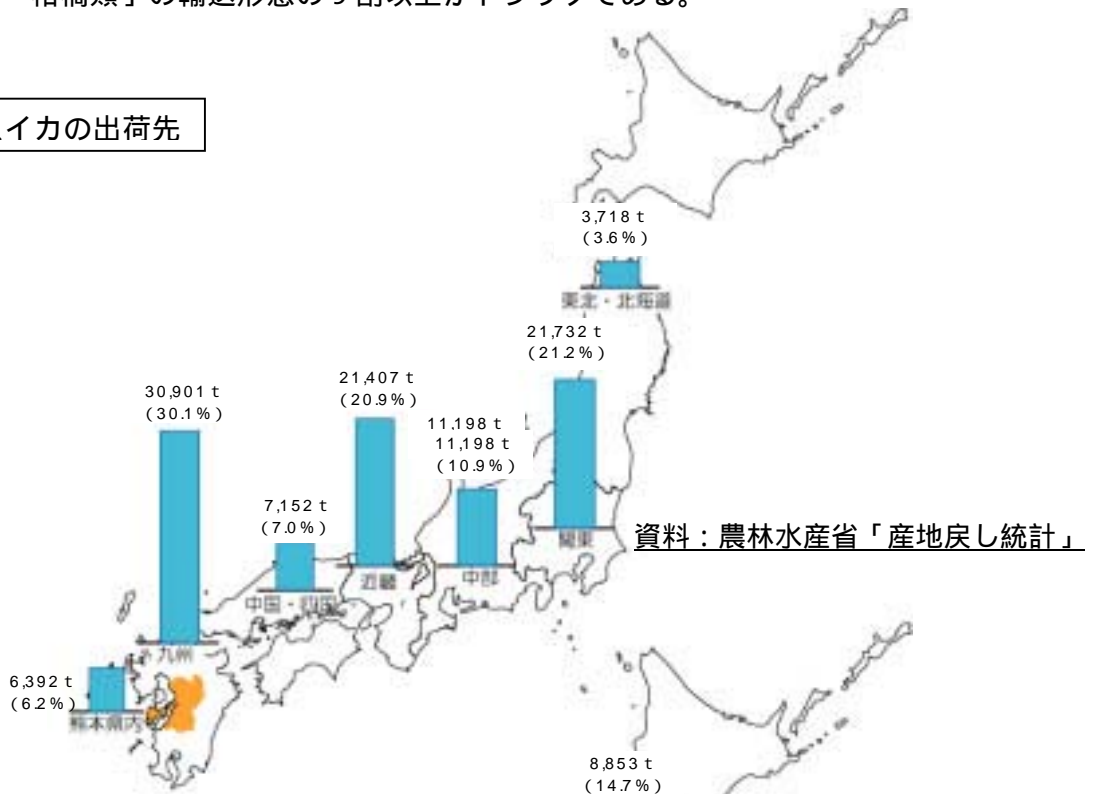 スイカの出荷先
3,718 t
(3.6%)
東北・北海道
21,732 t
(21.2%)
関東
21,407 t
(20.9%)
近畿
11,198 t
11,198 t
(10.9%)
中部
30,901 t
(30.1%)
九州
7,152 t
(7.0%)
中国・四国
資料:農林水産省「産地戻し統計」
6,392 t
(6.2%)
熊本県内
8,853 t
(14.7%)